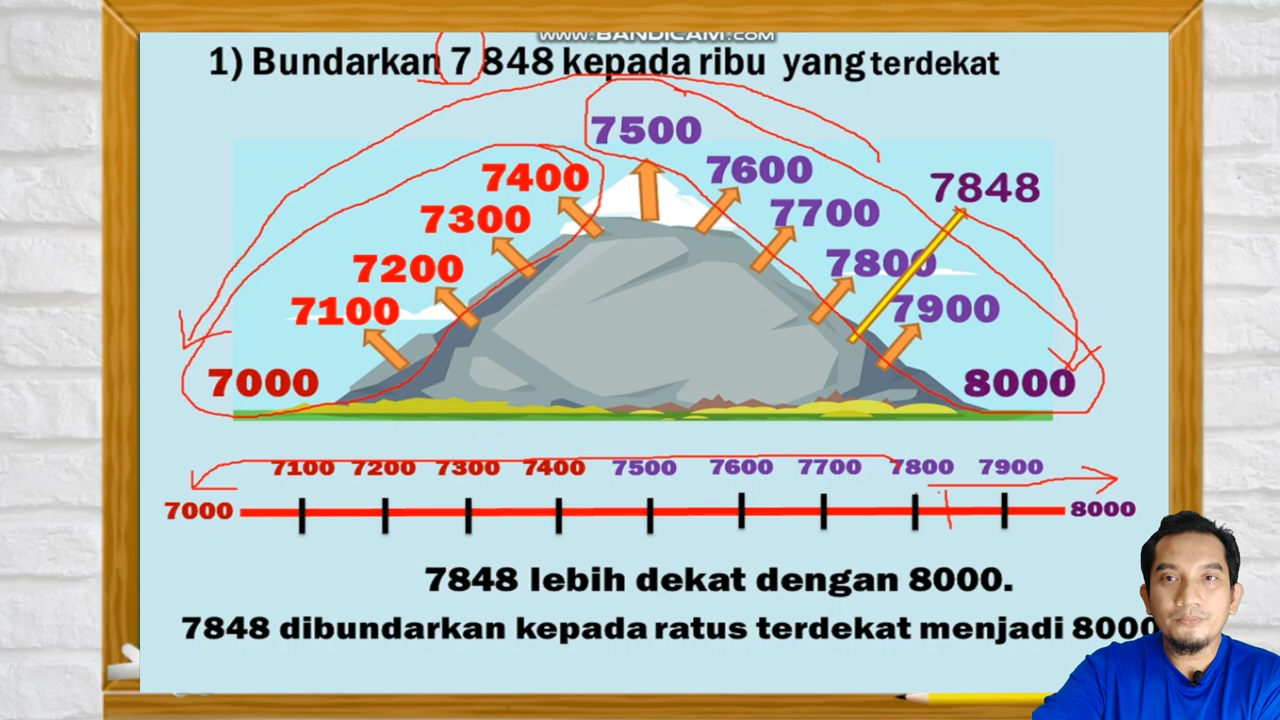 WWW.BANDICAM.COM
1) Bundarkan 7 848 kepada ribu yang terdekat
7500
7400 7600
7300 7700 7848
7200 7800
7100 7900
7000 8000
7100 7200 7300 7400 7500 7600 7700 7800 7900
7000 8000
7848 lebih dekat dengan 8000.
7848 dibundarkan kepada ratus terdekat menjadi 8000